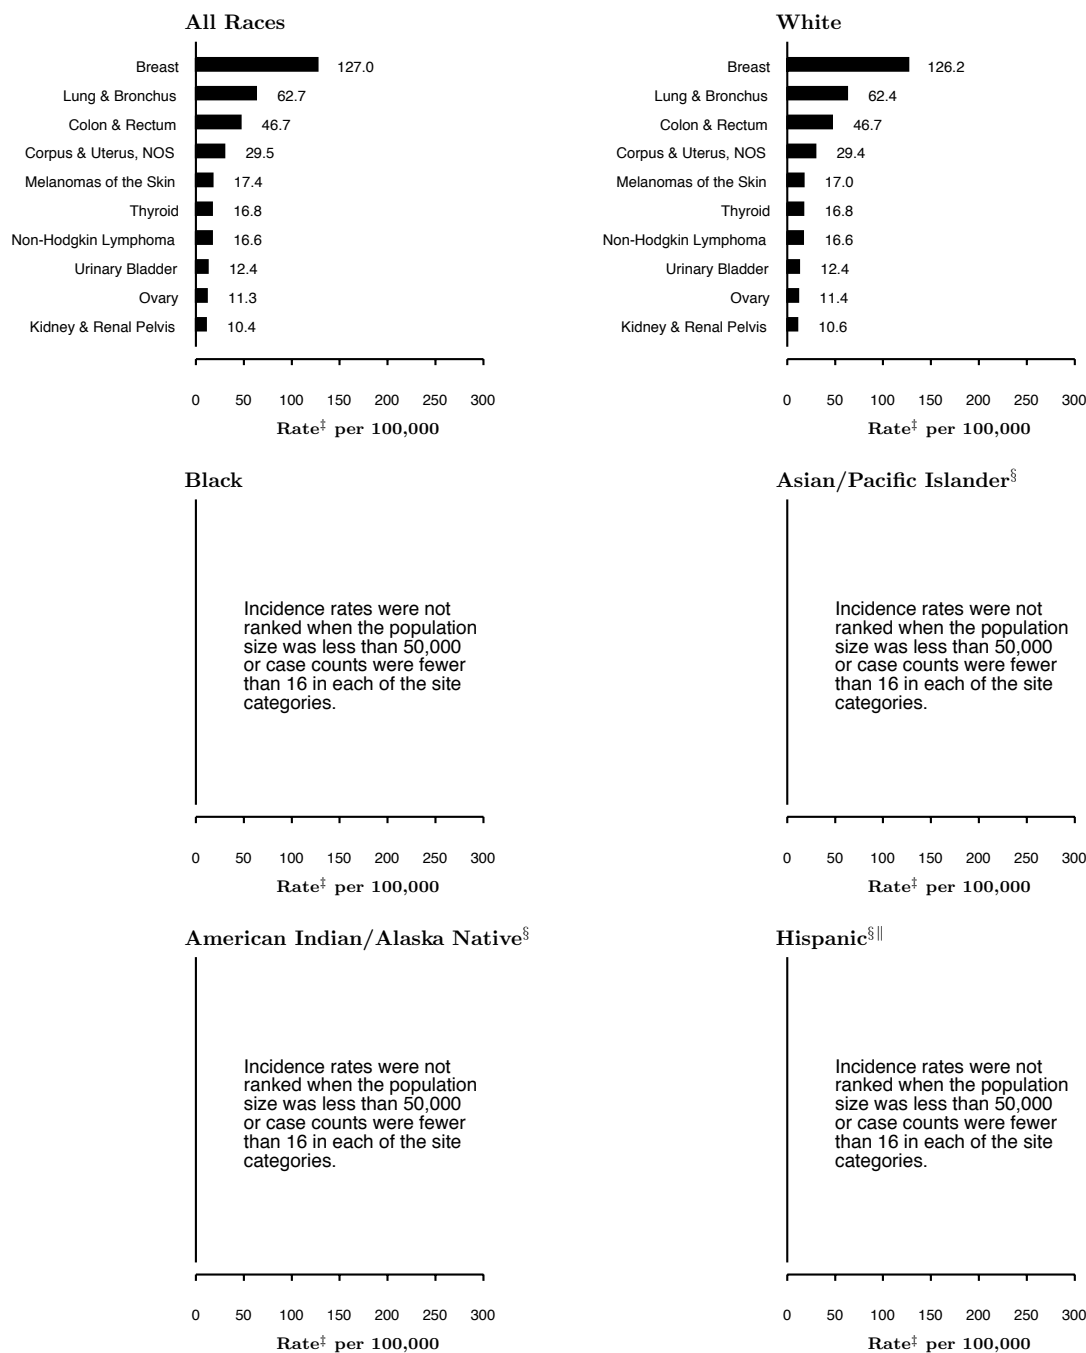 All Races
Breast 127.0
Lung & Bronchus 62.7
Colon & Rectum 46.7
Corpus & Uterus, NOS 29.5
Melanomas of the Skin 17.4
Thyroid 16.8
Non-Hodgkin Lymphoma 16.6
Urinary Bladder 12.4
Ovary 11.3
Kidney & Renal Pelvis 10.4
0 50 100 150 200 250 300
Rate‡ per 100,000
White
Breast 126.2
Lung & Bronchus 62.4
Colon & Rectum 46.7
Corpus & Uterus, NOS 29.4
Melanomas of the Skin 17.0
Thyroid 16.8
Non-Hodgkin Lymphoma 16.6
Urinary Bladder 12.4
Ovary 11.4
Kidney & Renal Pelvis 10.6
0 50 100 150 200 250 300
Rate‡ per 100,000
Black
Incidence rates were not
ranked when the population
size was less than 50,000
or case counts were fewer
than 16 in each of the site
categories.
0 50 100 150 200 250 300
Rate‡ per 100,000
Asian/Pacific Islander§
Incidence rates were not
ranked when the population
size was less than 50,000
or case counts were fewer
than 16 in each of the site
categories.
0 50 100 150 200 250 300
Rate‡ per 100,000
American Indian/Alaska Native§
Incidence rates were not
ranked when the population
size was less than 50,000
or case counts were fewer
than 16 in each of the site
categories.
0 50 100 150 200 250 300
Rate‡ per 100,000
Hispanic§‖
Incidence rates were not
ranked when the population
size was less than 50,000
or case counts were fewer
than 16 in each of the site
categories.
0 50 100 150 200 250 300
Rate‡ per 100,000